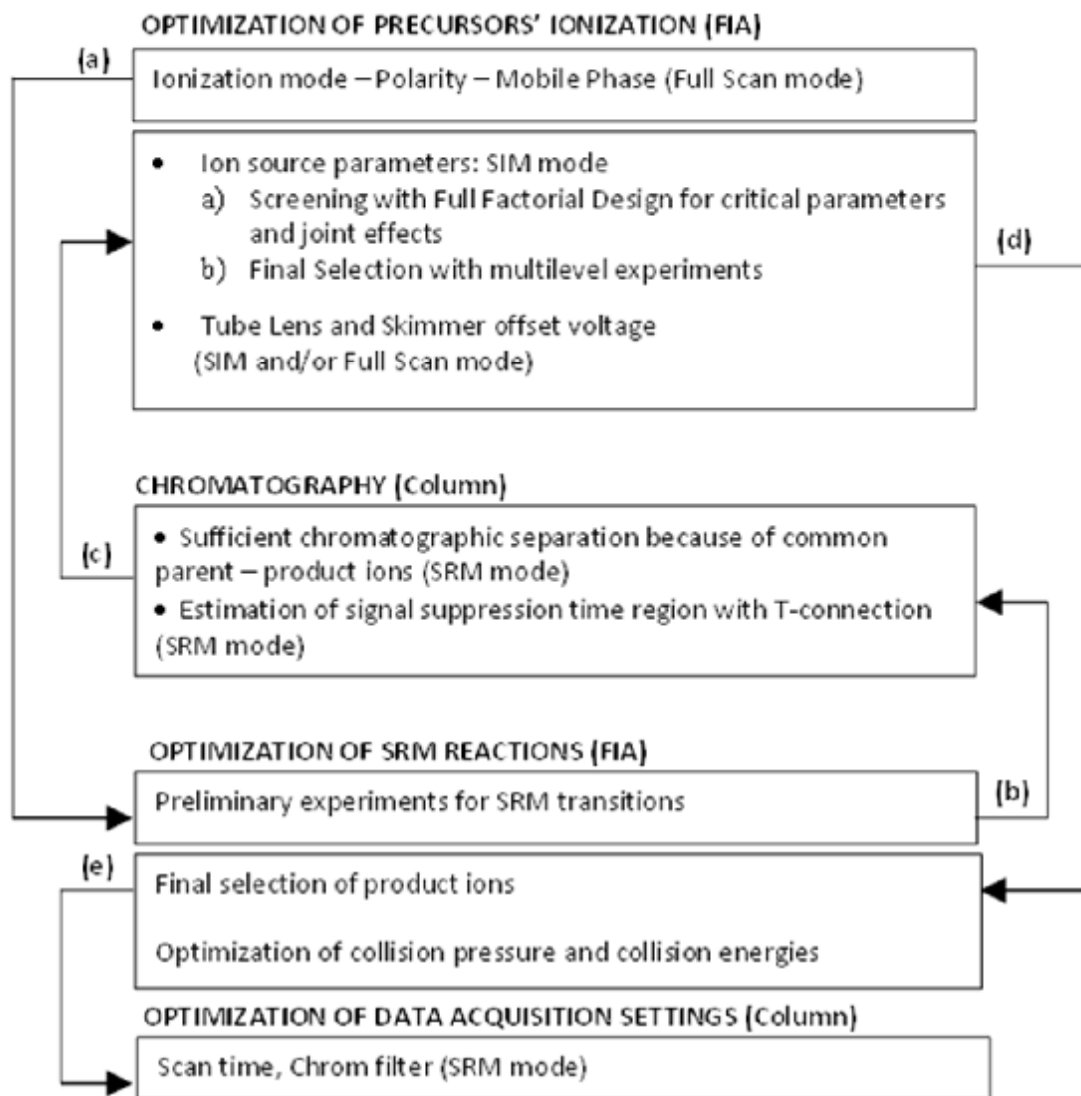 OPTIMIZATION OF PRECURSORS' IONIZATION (FIA)
(a)
Ionization mode – Polarity – Mobile Phase (Full Scan mode)
• Ion source parameters: SIM mode
a) Screening with Full Factorial Design for critical parameters
and joint effects
b) Final Selection with multilevel experiments
(d)
• Tube Lens and Skimmer offset voltage
(SIM and/or Full Scan mode)
CHROMATOGRAPHY (Column)
(c)
• Sufficient chromatographic separation because of common
parent – product ions (SRM mode)
• Estimation of signal suppression time region with T-connection
(SRM mode)
OPTIMIZATION OF SRM REACTIONS (FIA)
Preliminary experiments for SRM transitions
(b)
(e)
Final selection of product ions
Optimization of collision pressure and collision energies
OPTIMIZATION OF DATA ACQUISITION SETTINGS (Column)
Scan time, Chrom filter (SRM mode)